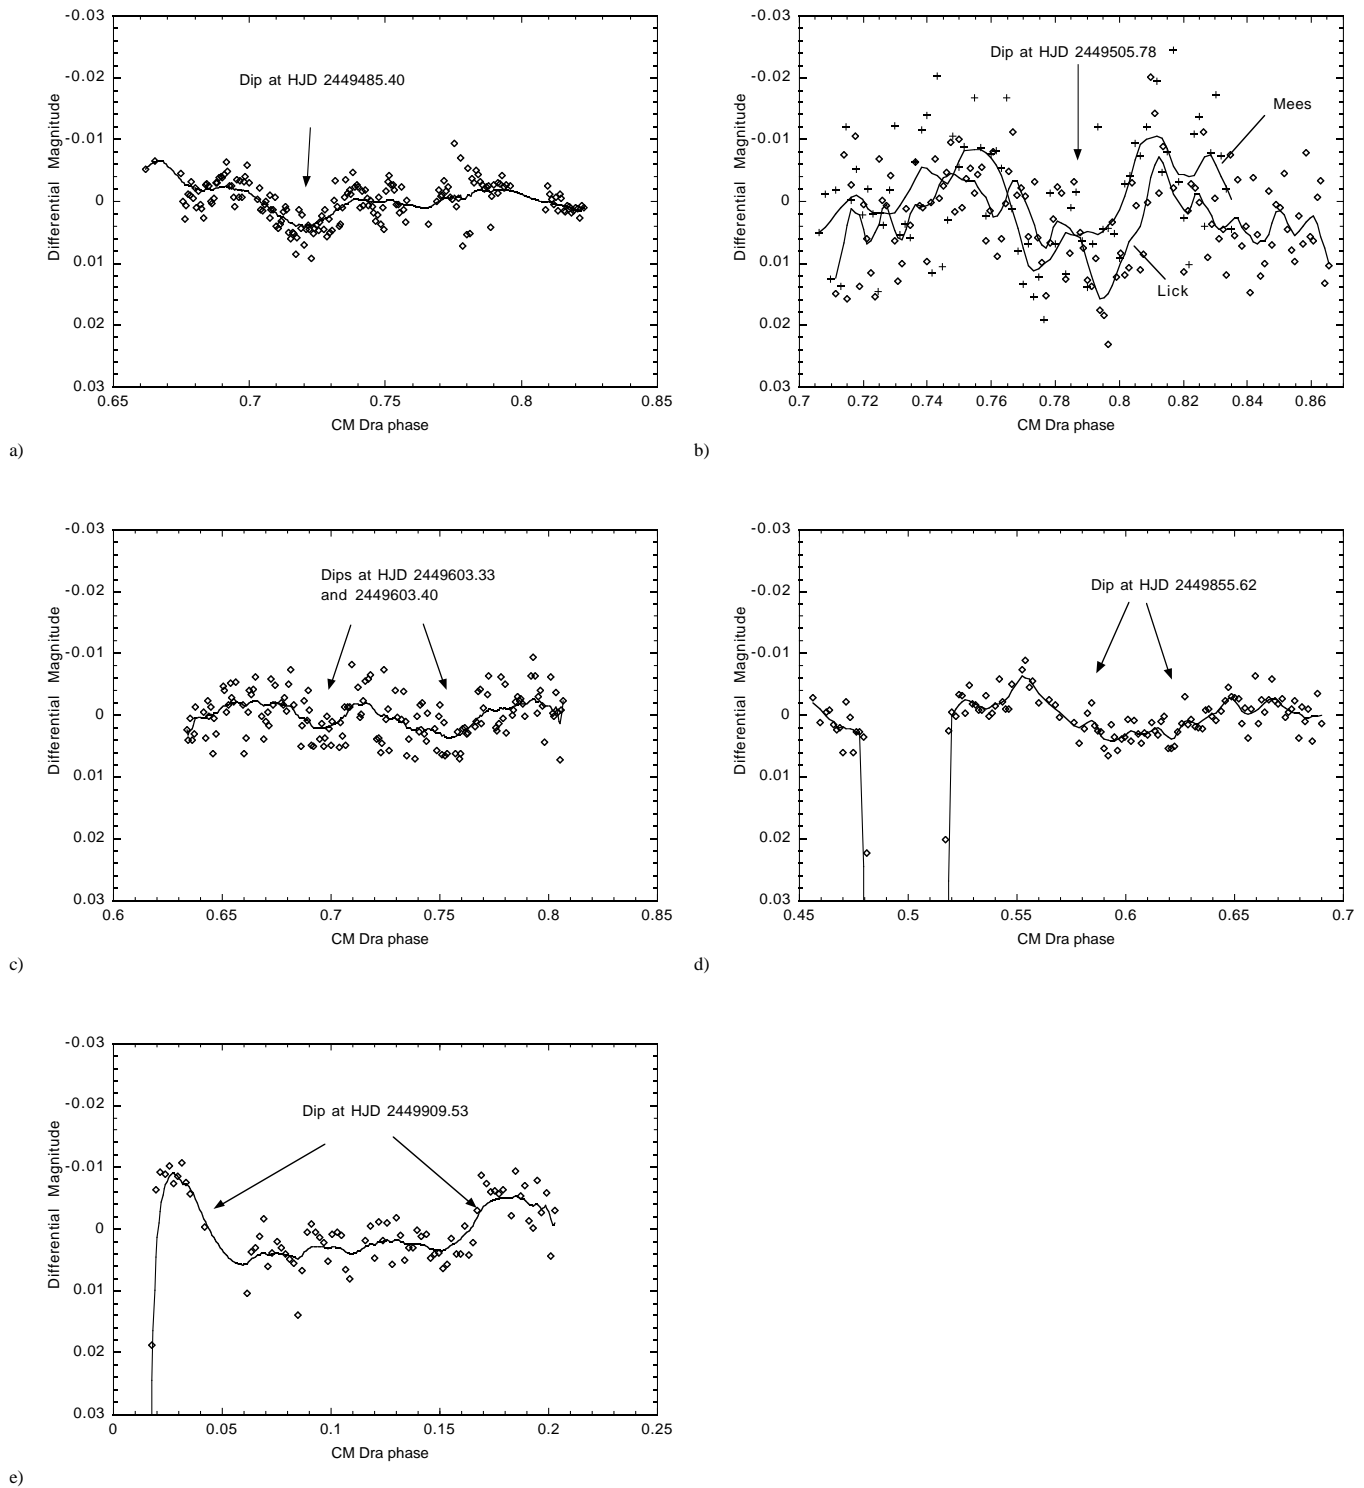 -0.03
-0.02
-0.01
0
0.01
0.02
0.03
Differential Magnitude
Dip at HJD 2449485.40
0.65
0.7
0.75
0.8
0.85
CM Dra phase
a)
-0.03
-0.02
-0.01
0
0.01
0.02
0.03
Differential Magnitude
Dip at HJD 2449505.78
Mees
Lick
0.7
0.72
0.74
0.76
0.78
0.8
0.82
0.84
0.86
CM Dra phase
b)
-0.03
-0.02
-0.01
0
0.01
0.02
0.03
Differential Magnitude
Dips at HJD 2449603.33
and 2449603.40
0.6
0.65
0.7
0.75
0.8
0.85
CM Dra phase
c)
-0.03
-0.02
-0.01
0
0.01
0.02
0.03
Differential Magnitude
Dip at HJD 2449855.62
0.45
0.5
0.55
0.6
0.65
0.7
CM Dra phase
d)
-0.03
-0.02
-0.01
0
0.01
0.02
0.03
Differential Magnitude
Dip at HJD 2449909.53
0
0.05
0.1
0.15
0.2
0.25
CM Dra phase
e)